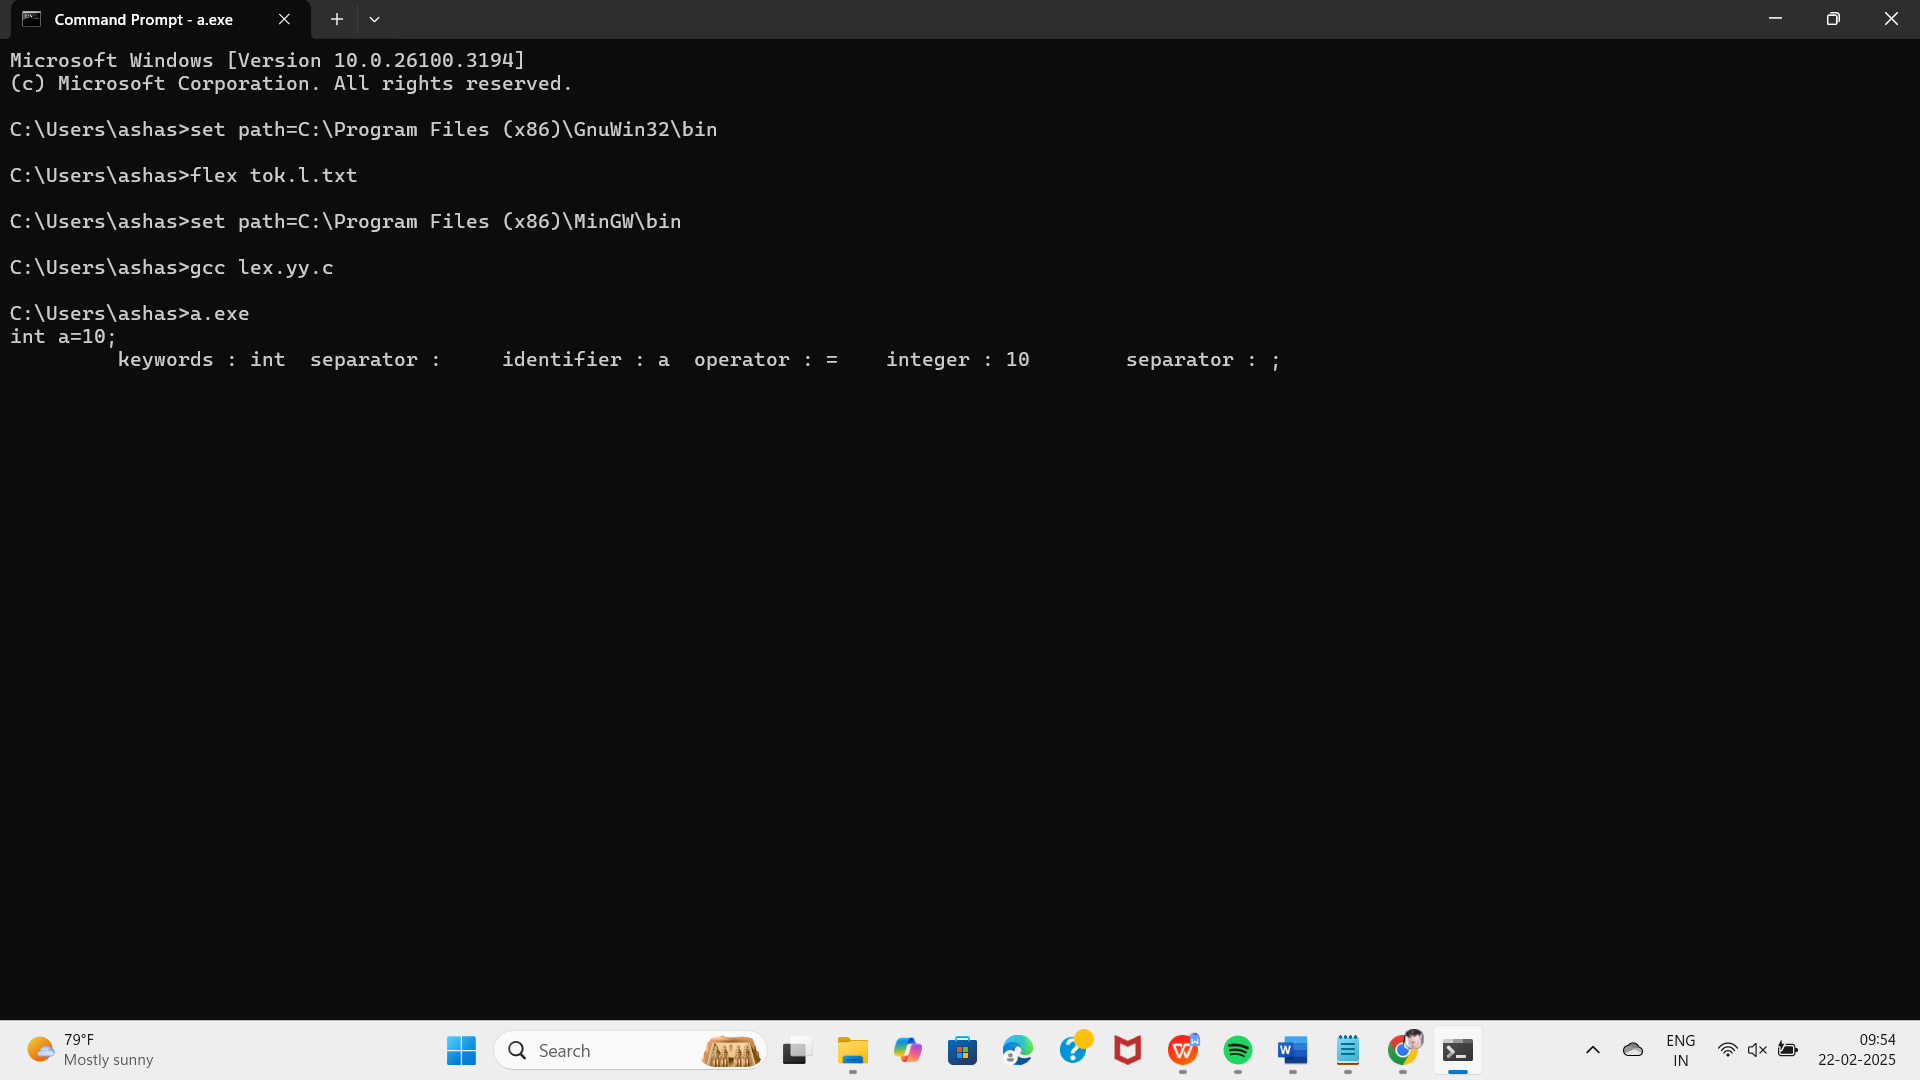 Command Prompt - a.exe
Microsoft Windows [Version 10.0.26100.3194]
(c) Microsoft Corporation. All rights reserved.
C:\Users\ashas>set path=C:\Program Files (x86)\GnuWin32\bin
C:\Users\ashas>flex tok.l.txt
C:\Users\ashas>set path=C:\Program Files (x86)\MinGW\bin
C:\Users\ashas>gcc lex.yy.c
C:\Users\ashas>a.exe
int a=10;
keywords : int  separator :     identifier : a  operator : =    integer : 10        separator : ;
79°F
Mostly sunny
Search
ENG
IN
09:54
22-02-2025